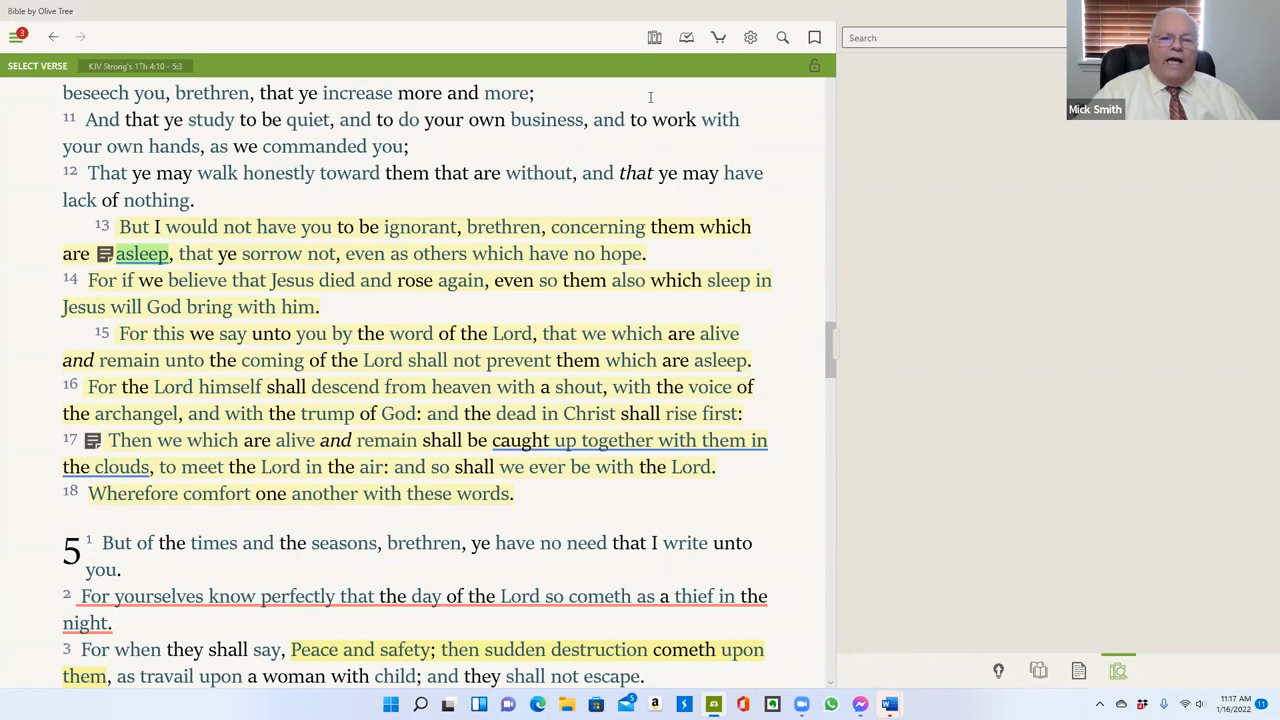 Bible by Olive Tree
3
Search
SELECT VERSE
KJV Strong's 1Th 4:10 - 5:3
Mick Smith
beseech you, brethren, that ye increase more and more;
11 And that ye study to be quiet, and to do your own business, and to work with
your own hands, as we commanded you;
12 That ye may walk honestly toward them that are without, and that ye may have
lack of nothing.
13 But I would not have you to be ignorant, brethren, concerning them which
are asleep, that ye sorrow not, even as others which have no hope.
14 For if we believe that Jesus died and rose again, even so them also which sleep in
Jesus will God bring with him.
15 For this we say unto you by the word of the Lord, that we which are alive
and remain unto the coming of the Lord shall not prevent them which are asleep.
16 For the Lord himself shall descend from heaven with a shout, with the voice of
the archangel, and with the trump of God: and the dead in Christ shall rise first:
17 Then we which are alive and remain shall be caught up together with them in
the clouds, to meet the Lord in the air: and so shall we ever be with the Lord.
18 Wherefore comfort one another with these words.
5 1 But of the times and the seasons, brethren, ye have no need that I write unto
you.
2 For yourselves know perfectly that the day of the Lord so cometh as a thief in the
night.
3 For when they shall say, Peace and safety; then sudden destruction cometh upon
them, as travail upon a woman with child; and they shall not escape.
11:17 AM
1/16/2022